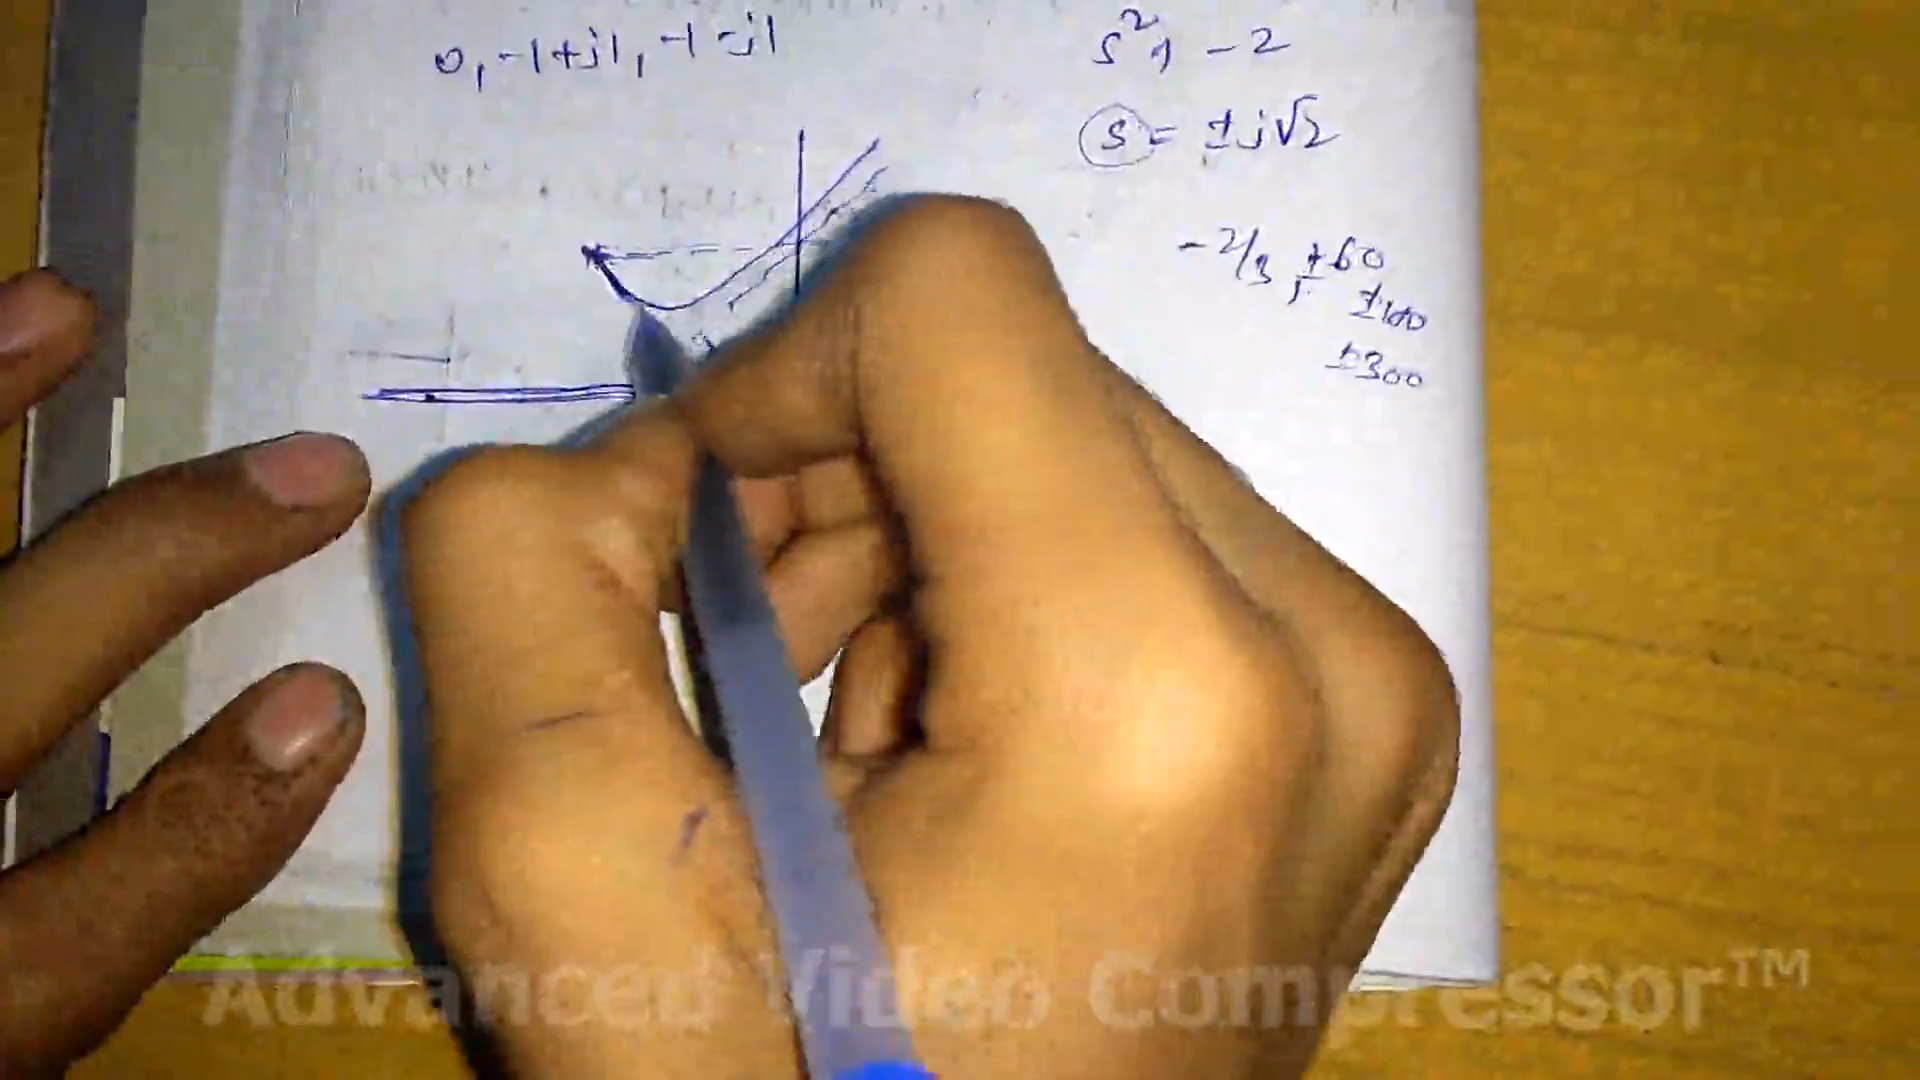 0, -1+j1, -1-j1
s², -2
s = ±j√2
-2/3, ±60
±180
±300
Advanced Video Compressor™